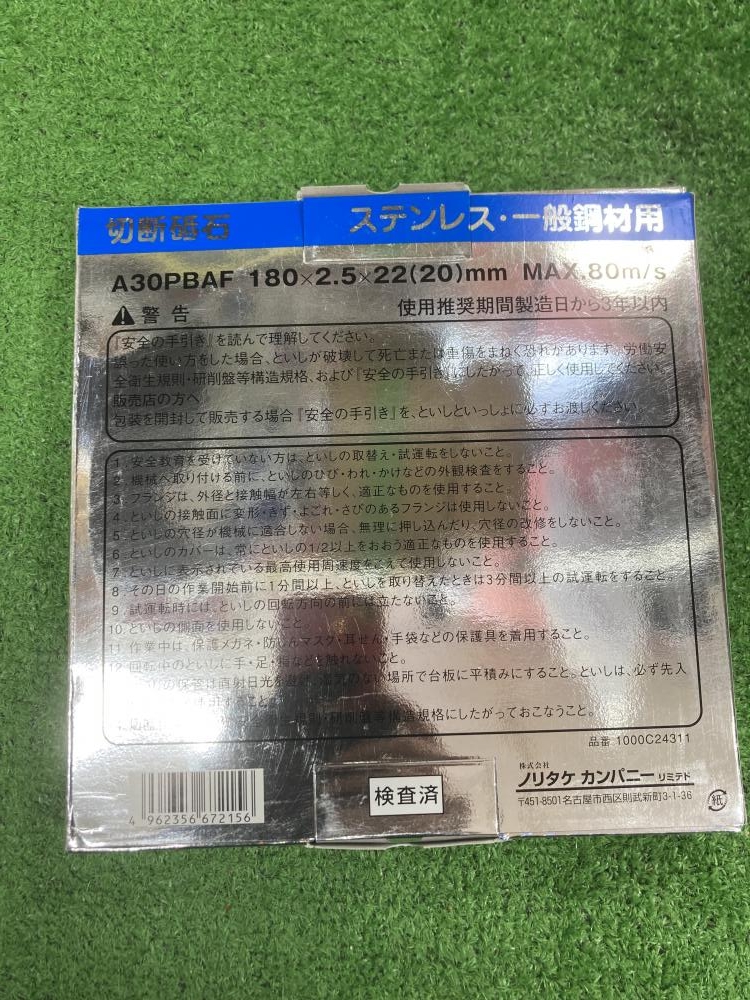 切断砥石
ステンレス・一般鋼材用
A30PBAF 180×2.5×22(20)mm MAX.80m/s
警告
使用推奨期間製造日から3年以内
『安全の手引き』を読んで理解してください。
誤った使い方をした場合、といしが破壊して死亡または重傷をまねく恐れがあります。労働安
全衛生規則・研削盤等構造規格、および『安全の手引き』にしたがって、正しく使用してください。
販売店の方へ
包装を開封して販売する場合『安全の手引き』を、といしといっしょに必ずお渡しください。
1. 安全教育を受けていない方は、といしの取替え・試運転をしないこと。
2. 機械へ取り付ける前に、といしのひび・われ・かけなどの外観検査をすること。
3. フランジは、外径と接触幅が左右等しく、適正なものを使用すること。
4. といしの接触面に変形・きず・よごれ・さびのあるフランジは使用しないこと。
5. といしの穴径が機械に適合しない場合、無理に押し込んだり、穴径の改修をしないこと。
6. といしのカバーは、常にといしの1/2以上をおおう適正なものを使用すること。
7. といしに表示されている最高使用周速度をこえて使用しないこと。
8. その日の作業開始前に1分間以上、といしを取り替えたときは3分間以上の試運転をすること。
9. 試運転時には、といしの回転方向の前には立たないこと。
10. といしの側面を使用しないこと。
11. 作業中は、保護メガネ・防じんマスク・耳せん・手袋などの保護具を着用すること。
12. 回転中のといしに手・足・指などを触れないこと。
の保管は直射日光を ない場所で台板に平積みにすること。といしは、必ず先入
すること。
規則・研削盤等構造規格にしたがっておこなうこと。
品番 1000C24311
4 962356 672156
検査済
株式会社
ノリタケ カンパニー リミテド
〒451-8501 名古屋市西区則武新町3-1-36
紙